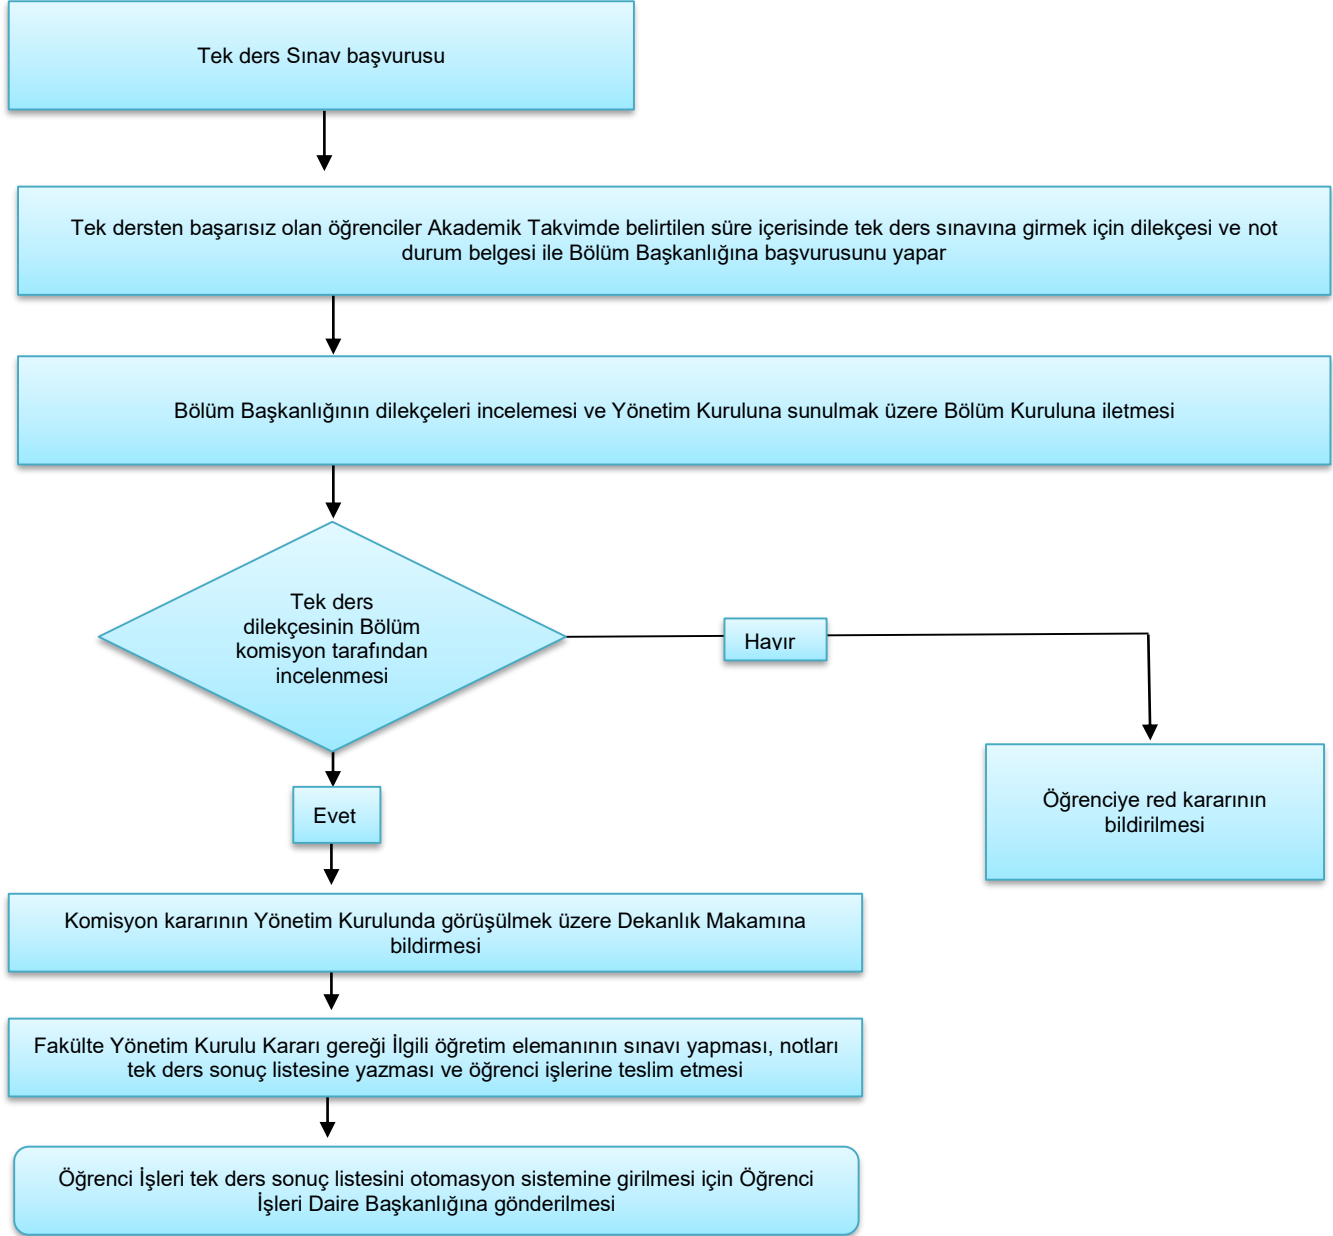 Tek ders Sınav başvurusu
Tek dersten başarısız olan öğrenciler Akademik Takvimde belirtilen süre içerisinde tek ders sınavına girmek için dilekçesi ve not
durum belgesi ile Bölüm Başkanlığına başvurusunu yapar
Bölüm Başkanlığının dilekçeleri incelemesi ve Yönetim Kuruluna sunulmak üzere Bölüm Kuruluna iletmesi
Tek ders
dilekçesinin Bölüm
komisyon tarafından
incelenmesi
Hayır
Öğrenciye red kararının
bildirilmesi
Evet
Komisyon kararının Yönetim Kurulunda görüşülmek üzere Dekanlık Makamına
bildirmesi
Fakülte Yönetim Kurulu Kararı gereği İlgili öğretim elemanının sınavı yapması, notları
tek ders sonuç listesine yazması ve öğrenci işlerine teslim etmesi
Öğrenci İşleri tek ders sonuç listesini otomasyon sistemine girilmesi için Öğrenci
İşleri Daire Başkanlığına gönderilmesi